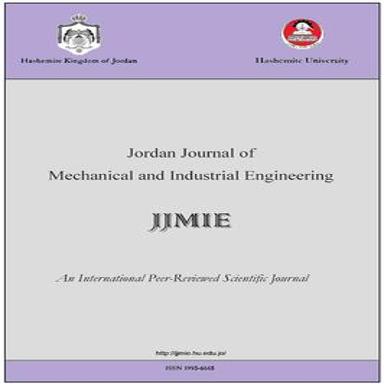 Hashemite Kingdom of Jordan
Hashemite University
Jordan Journal of
Mechanical and Industrial Engineering
JJMIE
An International Peer-Reviewed Scientific Journal
http://jjmie.hu.edu.jo/
ISSN 1995-6665